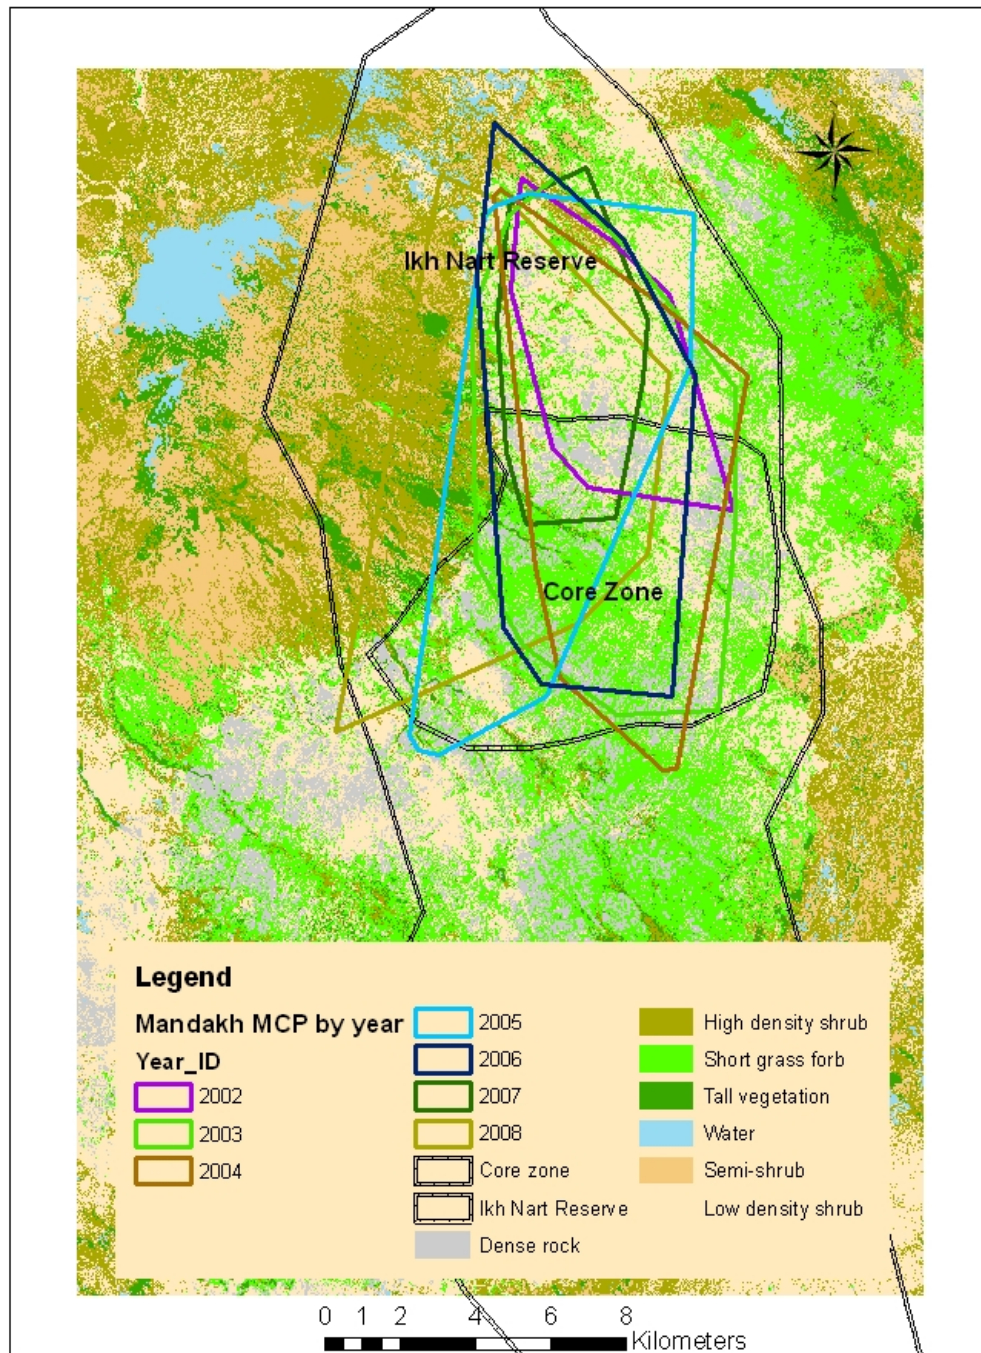 Ikh Nart Reserve
Core Zone
Legend
Mandakh MCP by year
Year_ID
2002
2003
2004
2005
2006
2007
2008
Core zone
Ikh Nart Reserve
Dense rock
High density shrub
Short grass forb
Tall vegetation
Water
Semi-shrub
Low density shrub
0 1 2 4 6 8
Kilometers